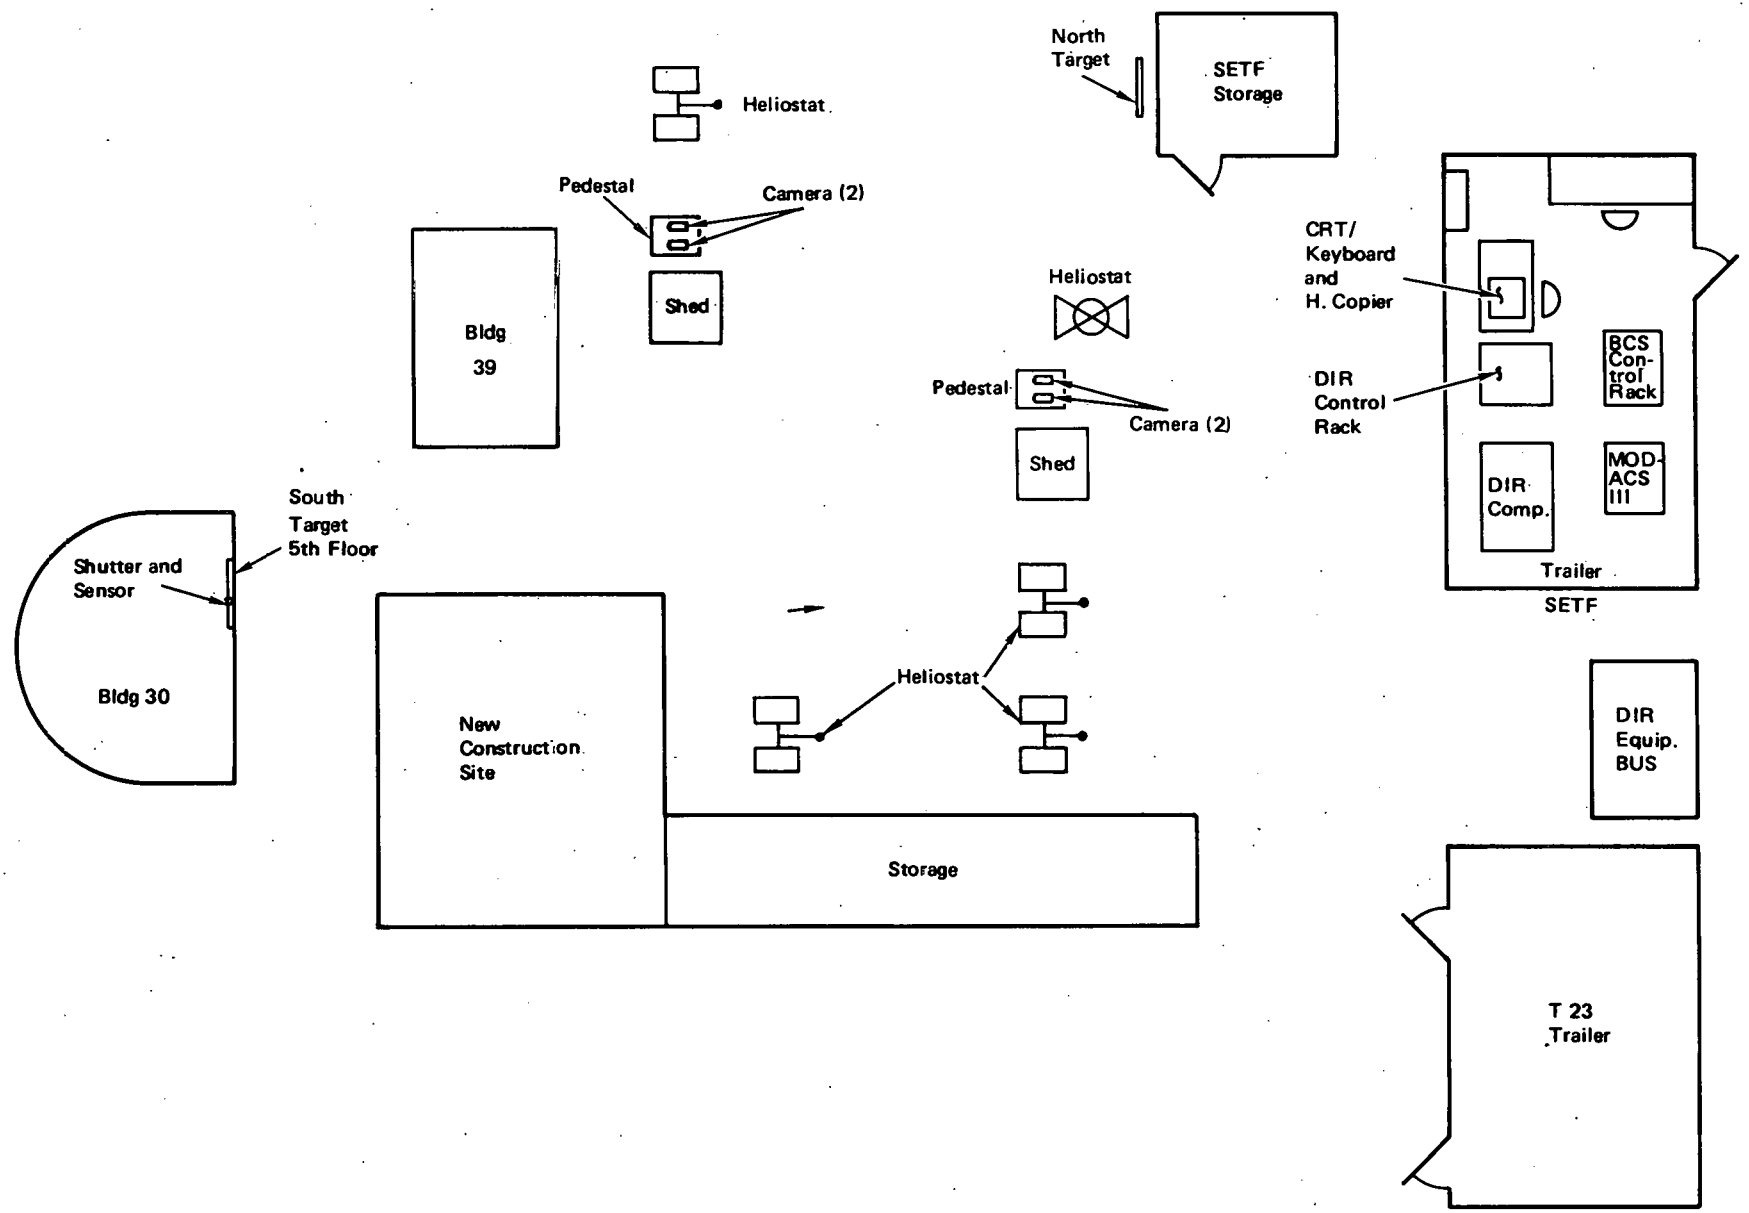 North
Target
SETF
Storage
Heliostat
Pedestal
Camera (2)
CRT/
Keyboard
and
H. Copier
Heliostat
Shed
Bldg
39
BCS
Con-
trol
Rack
Pedestal
DIR
Control
Rack
Camera (2)
Shed
MOD-
ACS
III
DIR
Comp.
South
Target
5th Floor
Shutter and
Sensor
Trailer
SETF
Bldg 30
Heliostat
New
Construction
Site
DIR
Equip.
BUS
Storage
T 23
Trailer